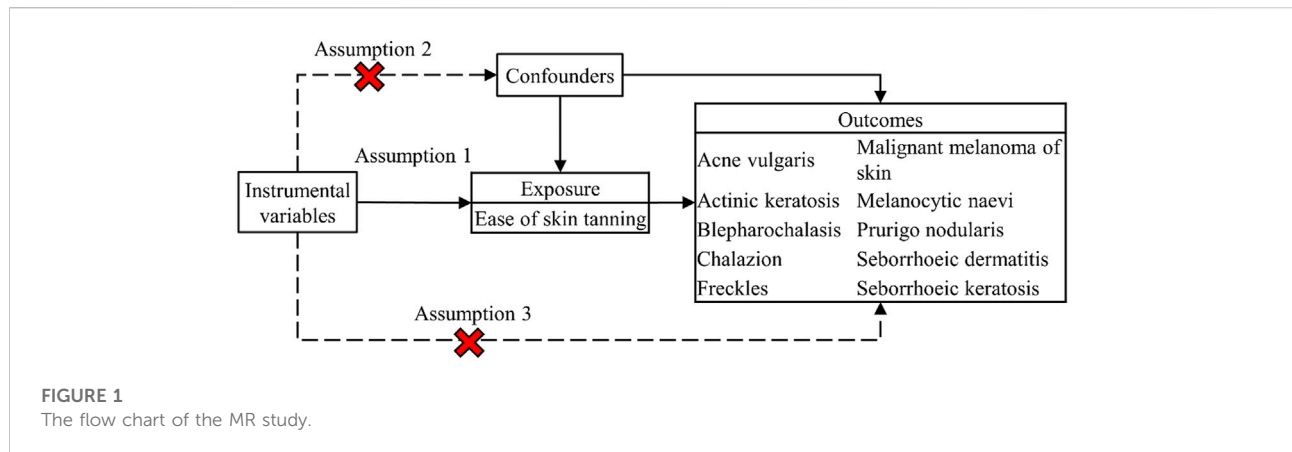 Assumption 2
Confounders
Assumption 1
Instrumental
variables
Exposure
Ease of skin tanning
Outcomes
Acne vulgaris
Malignant melanoma of
skin
Actinic keratosis Melanocytic naevi
Blepharochalasis Prurigo nodularis
Chalazion Seborrhoeic dermatitis
Freckles Seborrhoeic keratosis
Assumption 3
FIGURE 1
The flow chart of the MR study.